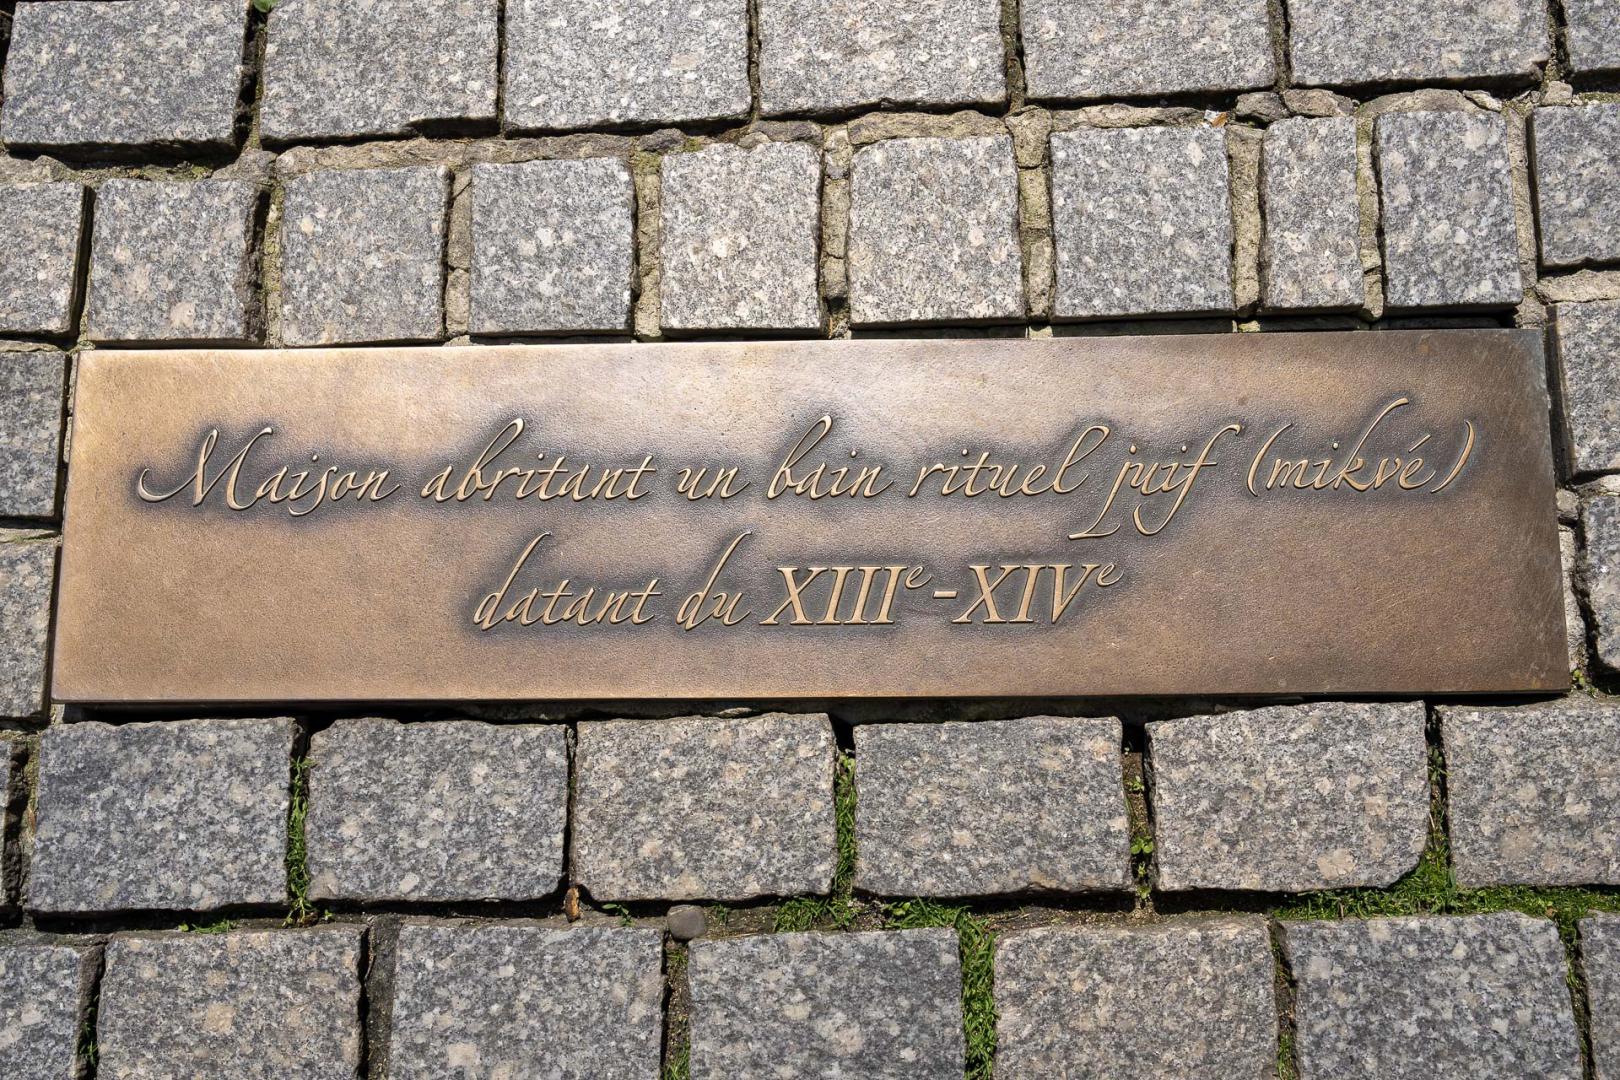 Maison abritant un bain rituel juif (mikvé)
datant du XIIIᵉ-XIVᵉ